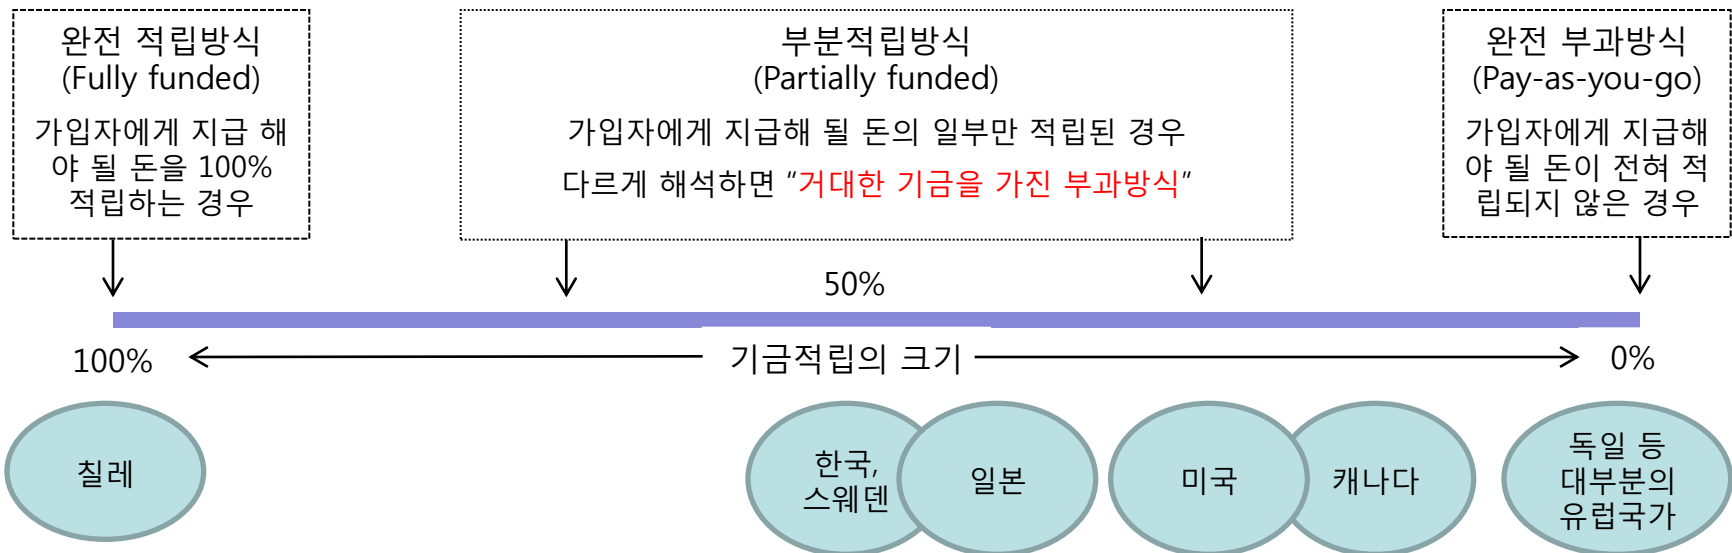 완전 적립방식
(Fully funded)
가입자에게 지급 해
야 될 돈을 100%
적립하는 경우
부분적립방식
(Partially funded)
가입자에게 지급해 될 돈의 일부만 적립된 경우
다르게 해석하면 "거대한 기금을 가진 부과방식"
완전 부과방식
(Pay-as-you-go)
가입자에게 지급해
야 될 돈이 전혀 적
립되지 않은 경우
50%
100%
기금적립의 크기
0%
칠레
한국,
스웨덴
일본
미국
캐나다
독일 등
대부분의
유럽국가